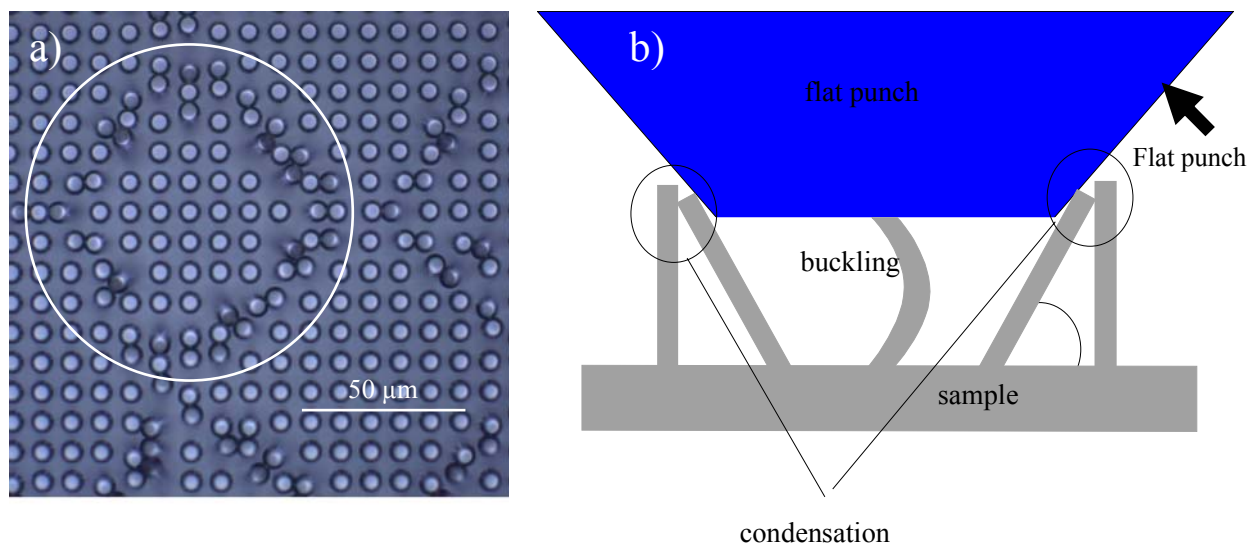 a)
50 µm
b)
flat punch
Flat punch
buckling
sample
condensation